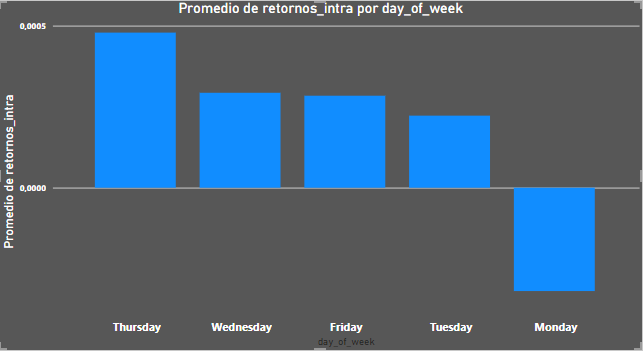 Promedio de retornos_intra por day_of_week
0,0005
0,0000
Promedio de retornos_intra
Thursday Wednesday Friday Tuesday Monday
day_of_week